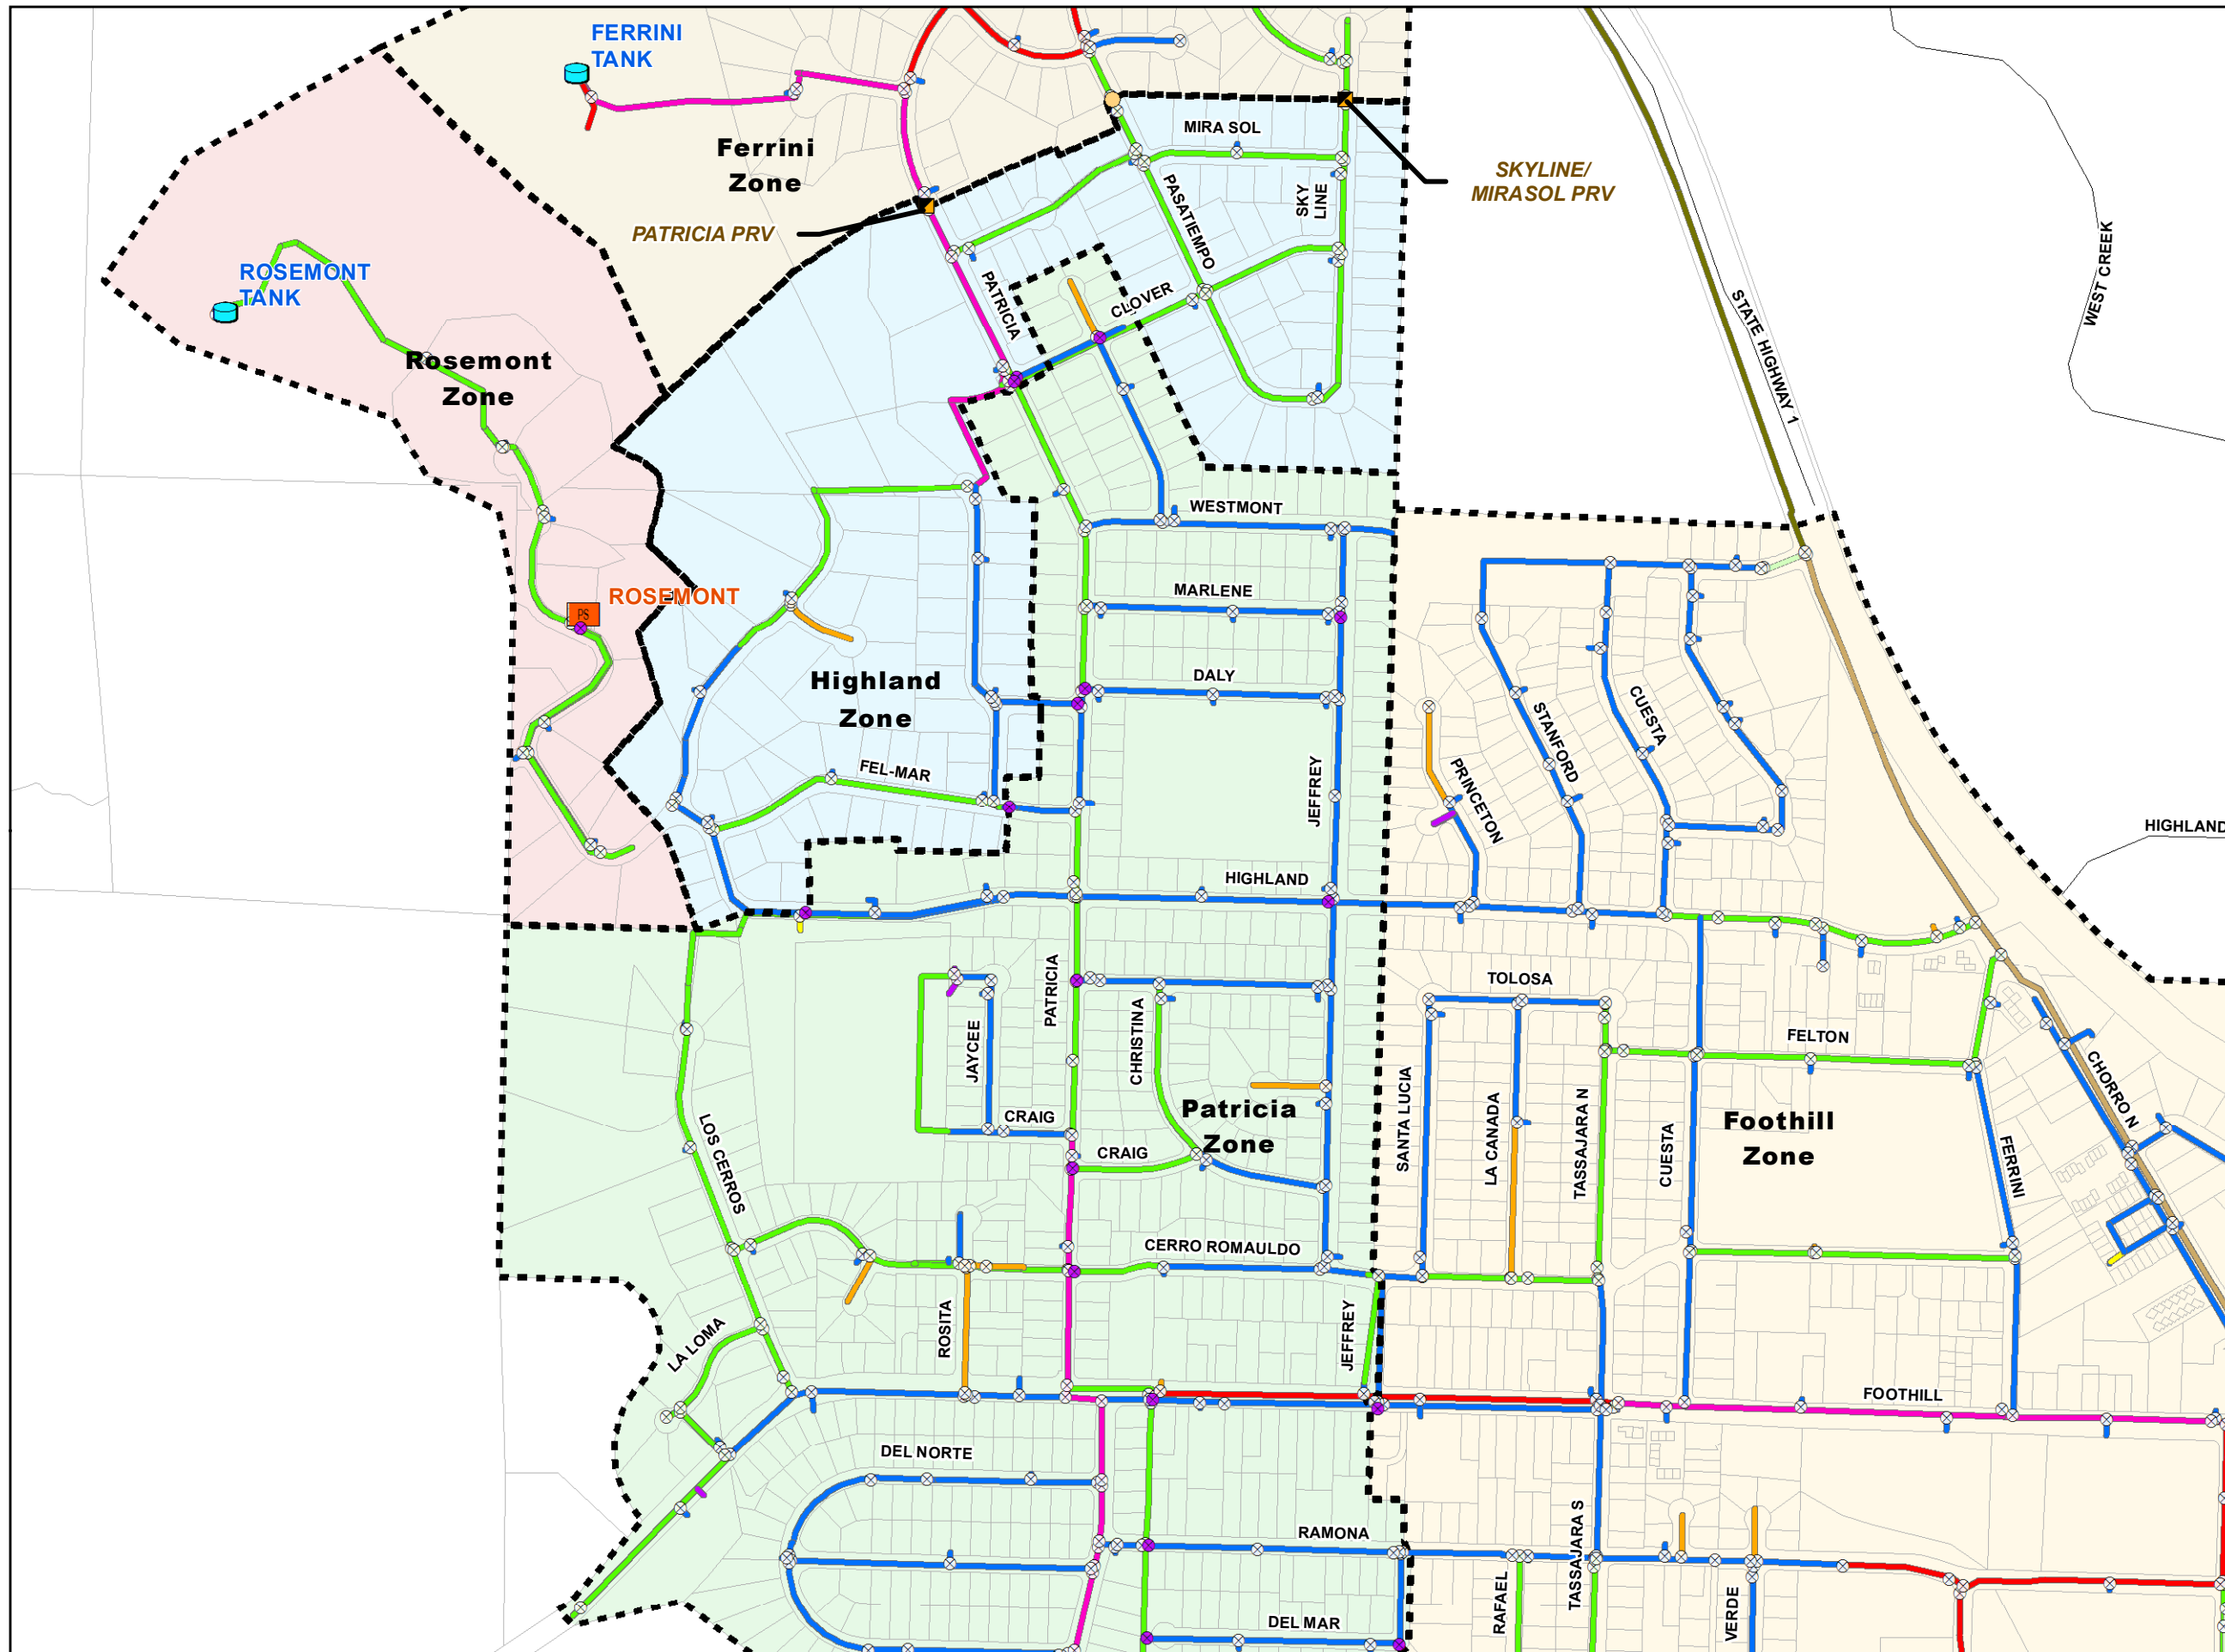 FERRINI
TANK
Ferrini
Zone
MIRA SOL
SKYLINE/
MIRASOL PRV
PATRICIA PRV
PASATIEMPO
SKY
LINE
WEST CREEK
ROSEMONT
TANK
STATE HIGHWAY 1
PATRICIA
CLOVER
Rosemont
Zone
WESTMONT
PS
ROSEMONT
MARLENE
DALY
Highland
Zone
CUESTA
STANFORD
FEL-MAR
JEFFREY
PRINCETON
HIGHLAND
HIGHLAND
TOLOSA
PATRICIA
CHRISTINA
JAYCEE
FELTON
CHORRO N
CRAIG
SANTA LUCIA
LA CANADA
TASSAJARA N
CUESTA
Patricia
Zone
Foothill
Zone
CRAIG
LOS CERROS
FERRINI
CERRO ROMAULDO
ROSITA
LA LOMA
JEFFREY
FOOTHILL
DEL NORTE
RAMONA
TASSAJARA S
RAFAEL
VERDE
DEL MAR